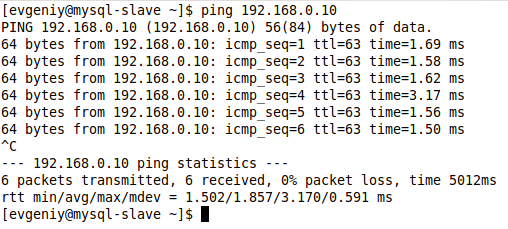 [evgeniy@mysql-slave ~]$ ping 192.168.0.10
PING 192.168.0.10 (192.168.0.10) 56(84) bytes of data.
64 bytes from 192.168.0.10: icmp_seq=1 ttl=63 time=1.69 ms
64 bytes from 192.168.0.10: icmp_seq=2 ttl=63 time=1.58 ms
64 bytes from 192.168.0.10: icmp_seq=3 ttl=63 time=1.62 ms
64 bytes from 192.168.0.10: icmp_seq=4 ttl=63 time=3.17 ms
64 bytes from 192.168.0.10: icmp_seq=5 ttl=63 time=1.56 ms
64 bytes from 192.168.0.10: icmp_seq=6 ttl=63 time=1.50 ms
^C
--- 192.168.0.10 ping statistics ---
6 packets transmitted, 6 received, 0% packet loss, time 5012ms
rtt min/avg/max/mdev = 1.502/1.857/3.170/0.591 ms
[evgeniy@mysql-slave ~]$